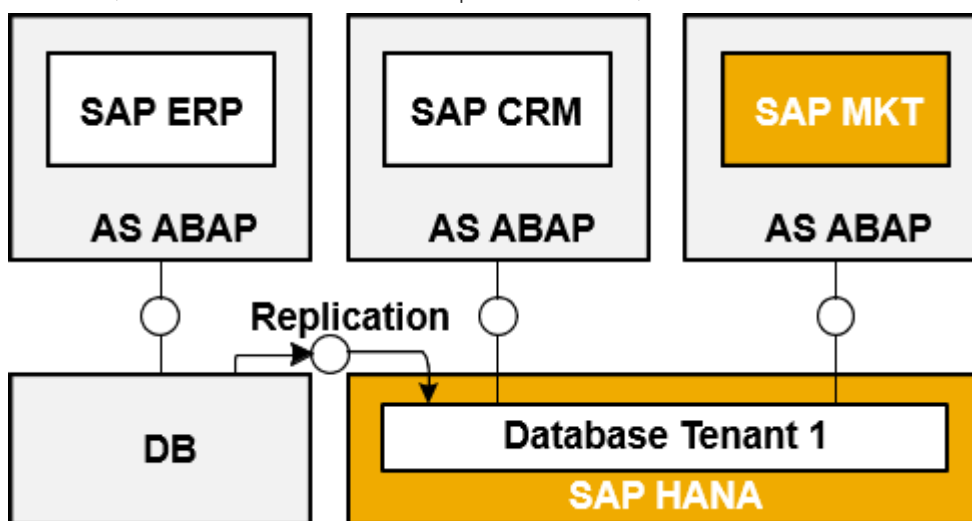 SAP ERP
SAP CRM
SAP MKT
AS ABAP
AS ABAP
AS ABAP
Replication
DB
Database Tenant 1
SAP HANA